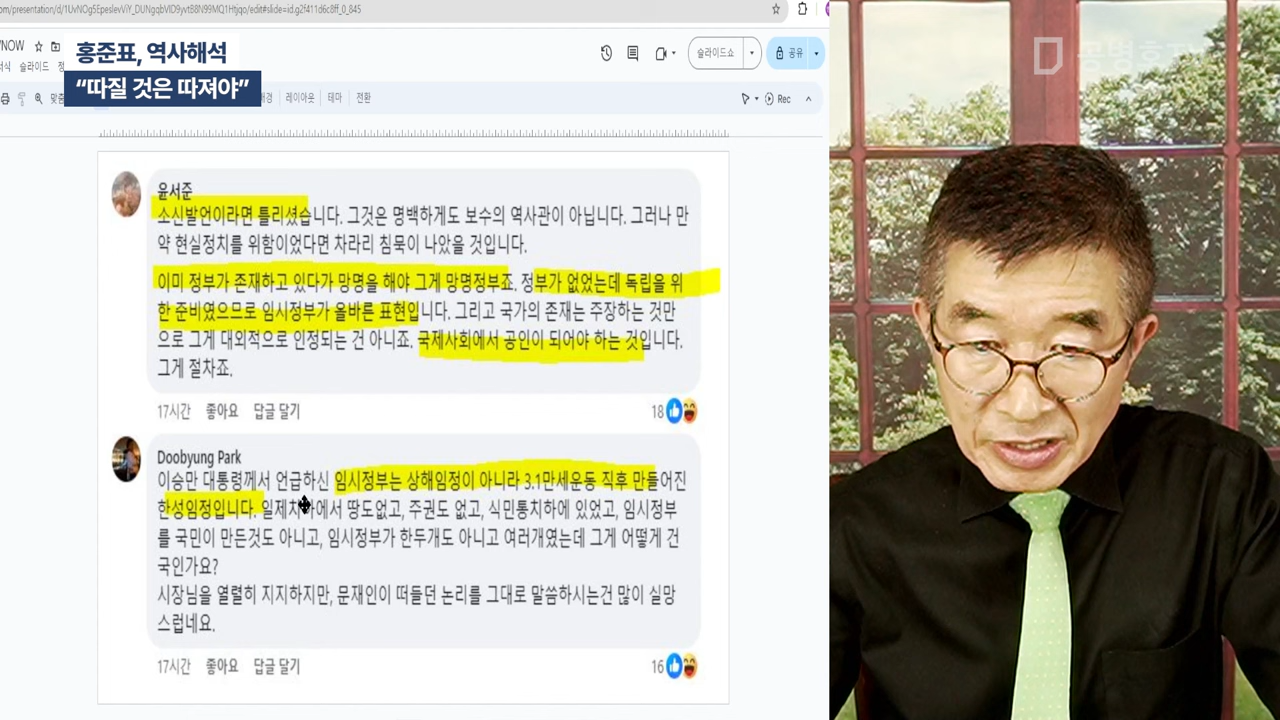 com/presentation/d/1UvNOg5EpeslevViY_DUNgqbVlD9yvtB8N99MQ1Htjqo/edit#slide=id.g2f411d6c8ff_0_845
/NOW
홍준표, 역사해석
“따질 것은 따져야”
슬라이드
슬라이드쇼
공유
레이아웃
테마
전환
Rec
공병호
윤서준
소신발언이라면 틀리셨습니다. 그것은 명백하게도 보수의 역사관이 아닙니다. 그러나 만
약 현실정치를 위함이었다면 차라리 침묵이 나았을 것입니다.
이미 정부가 존재하고 있다가 망명을 해야 그게 망명정부죠. 정부가 없었는데 독립을 위
한 준비였으므로 임시정부가 올바른 표현입니다. 그리고 국가의 존재는 주장하는 것만
으로 그게 대외적으로 인정되는 건 아니죠. 국제사회에서 공인이 되어야 하는 것입니다.
그게 절차죠.
17시간 좋아요 답글 달기 18
Doobyung Park
이승만 대통령께서 언급하신 임시정부는 상해임정이 아니라 3.1만세운동 직후 만들어진
한성임정입니다. 일제치하에서 땅도없고, 주권도 없고, 식민통치하에 있었고, 임시정부
를 국민이 만든것도 아니고, 임시정부가 한두개도 아니고 여러개였는데 그게 어떻게 건
국인가요?
시장님을 열렬히 지지하지만, 문재인이 떠들던 논리를 그대로 말씀하시는건 많이 실망
스럽네요.
17시간 좋아요 답글 달기 16